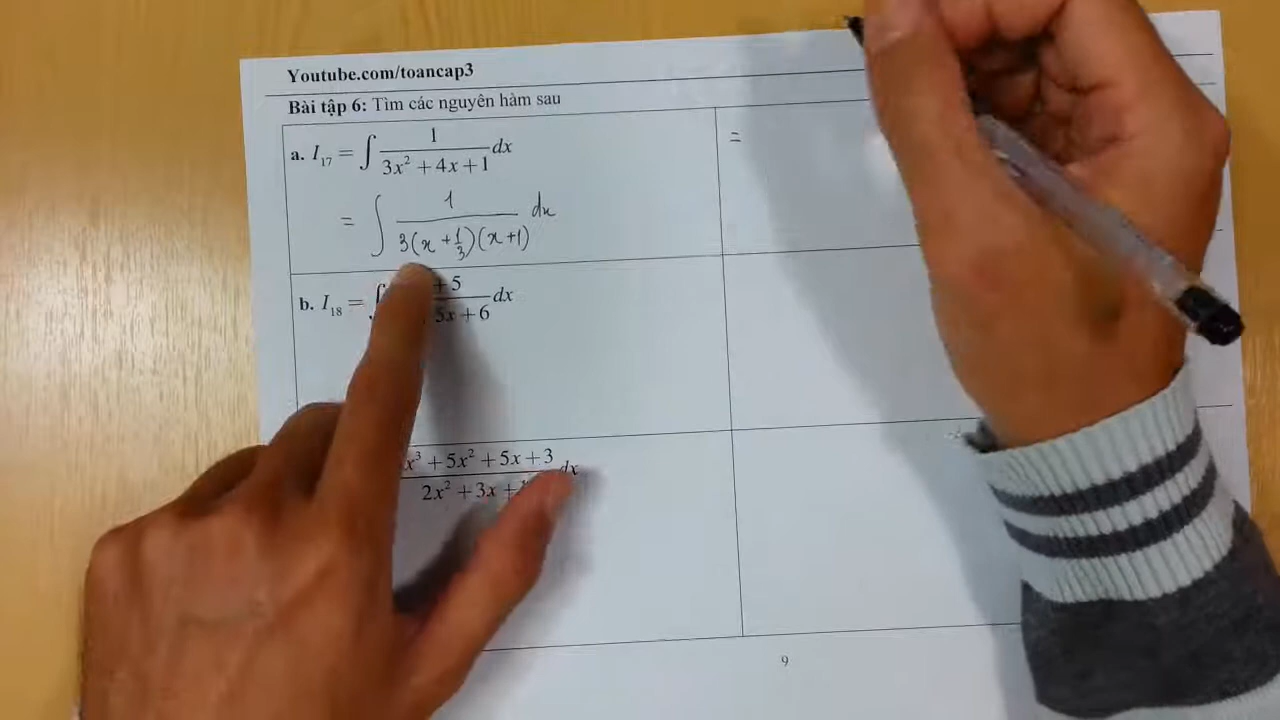 Youtube.com/toancap3
Bài tập 6: Tìm các nguyên hàm sau
a. I₁₇ = ∫ 1/(3x² + 4x + 1) dx
=
= ∫ 1/(3(x + 1/3)(x + 1)) dx
b. I₁₈ = ∫ +5/(5x + 6) dx
x³ + 5x² + 5x + 3
2x² + 3x + dx
9